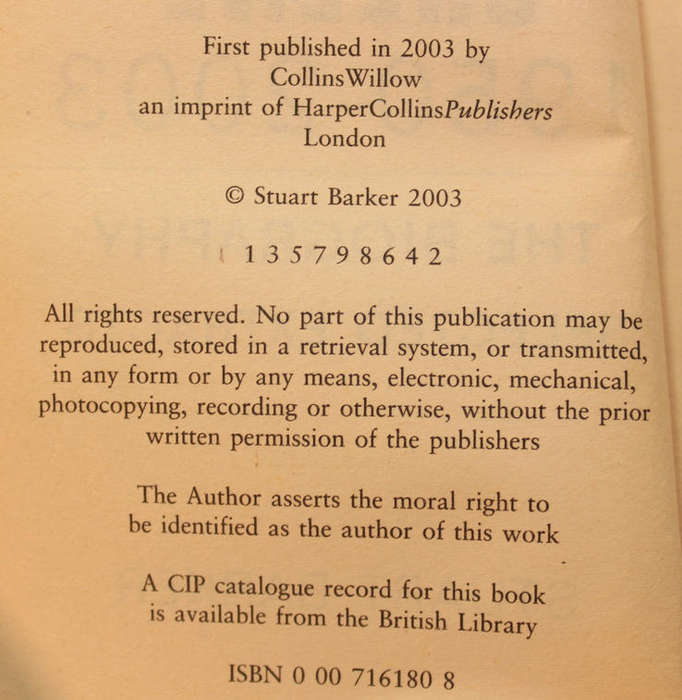 First published in 2003 by
CollinsWillow
an imprint of HarperCollinsPublishers
London
© Stuart Barker 2003
1 3 5 7 9 8 6 4 2
All rights reserved. No part of this publication may be
reproduced, stored in a retrieval system, or transmitted,
in any form or by any means, electronic, mechanical,
photocopying, recording or otherwise, without the prior
written permission of the publishers
The Author asserts the moral right to
be identified as the author of this work
A CIP catalogue record for this book
is available from the British Library
ISBN 0 00 716180 8